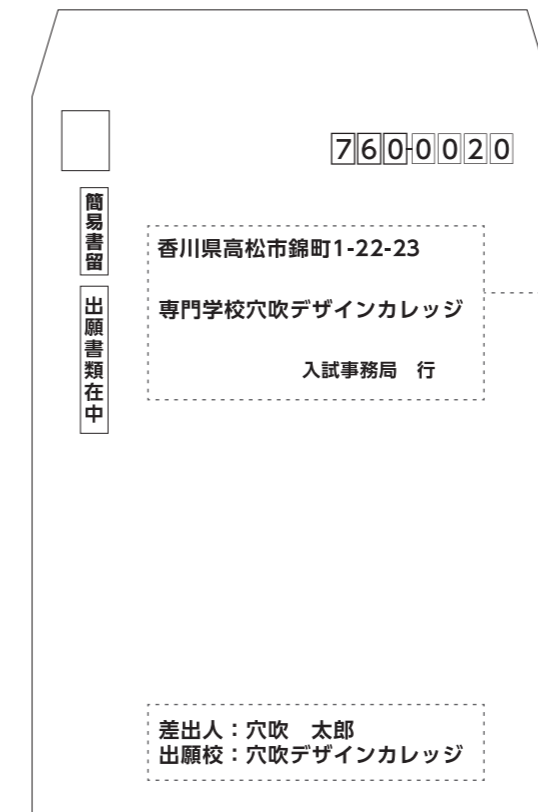 760-0020
簡易書留
出願書類在中
香川県高松市錦町1-22-23
専門学校穴吹デザインカレッジ
入試事務局　行
差出人：穴吹　太郎
出願校：穴吹デザインカレッジ